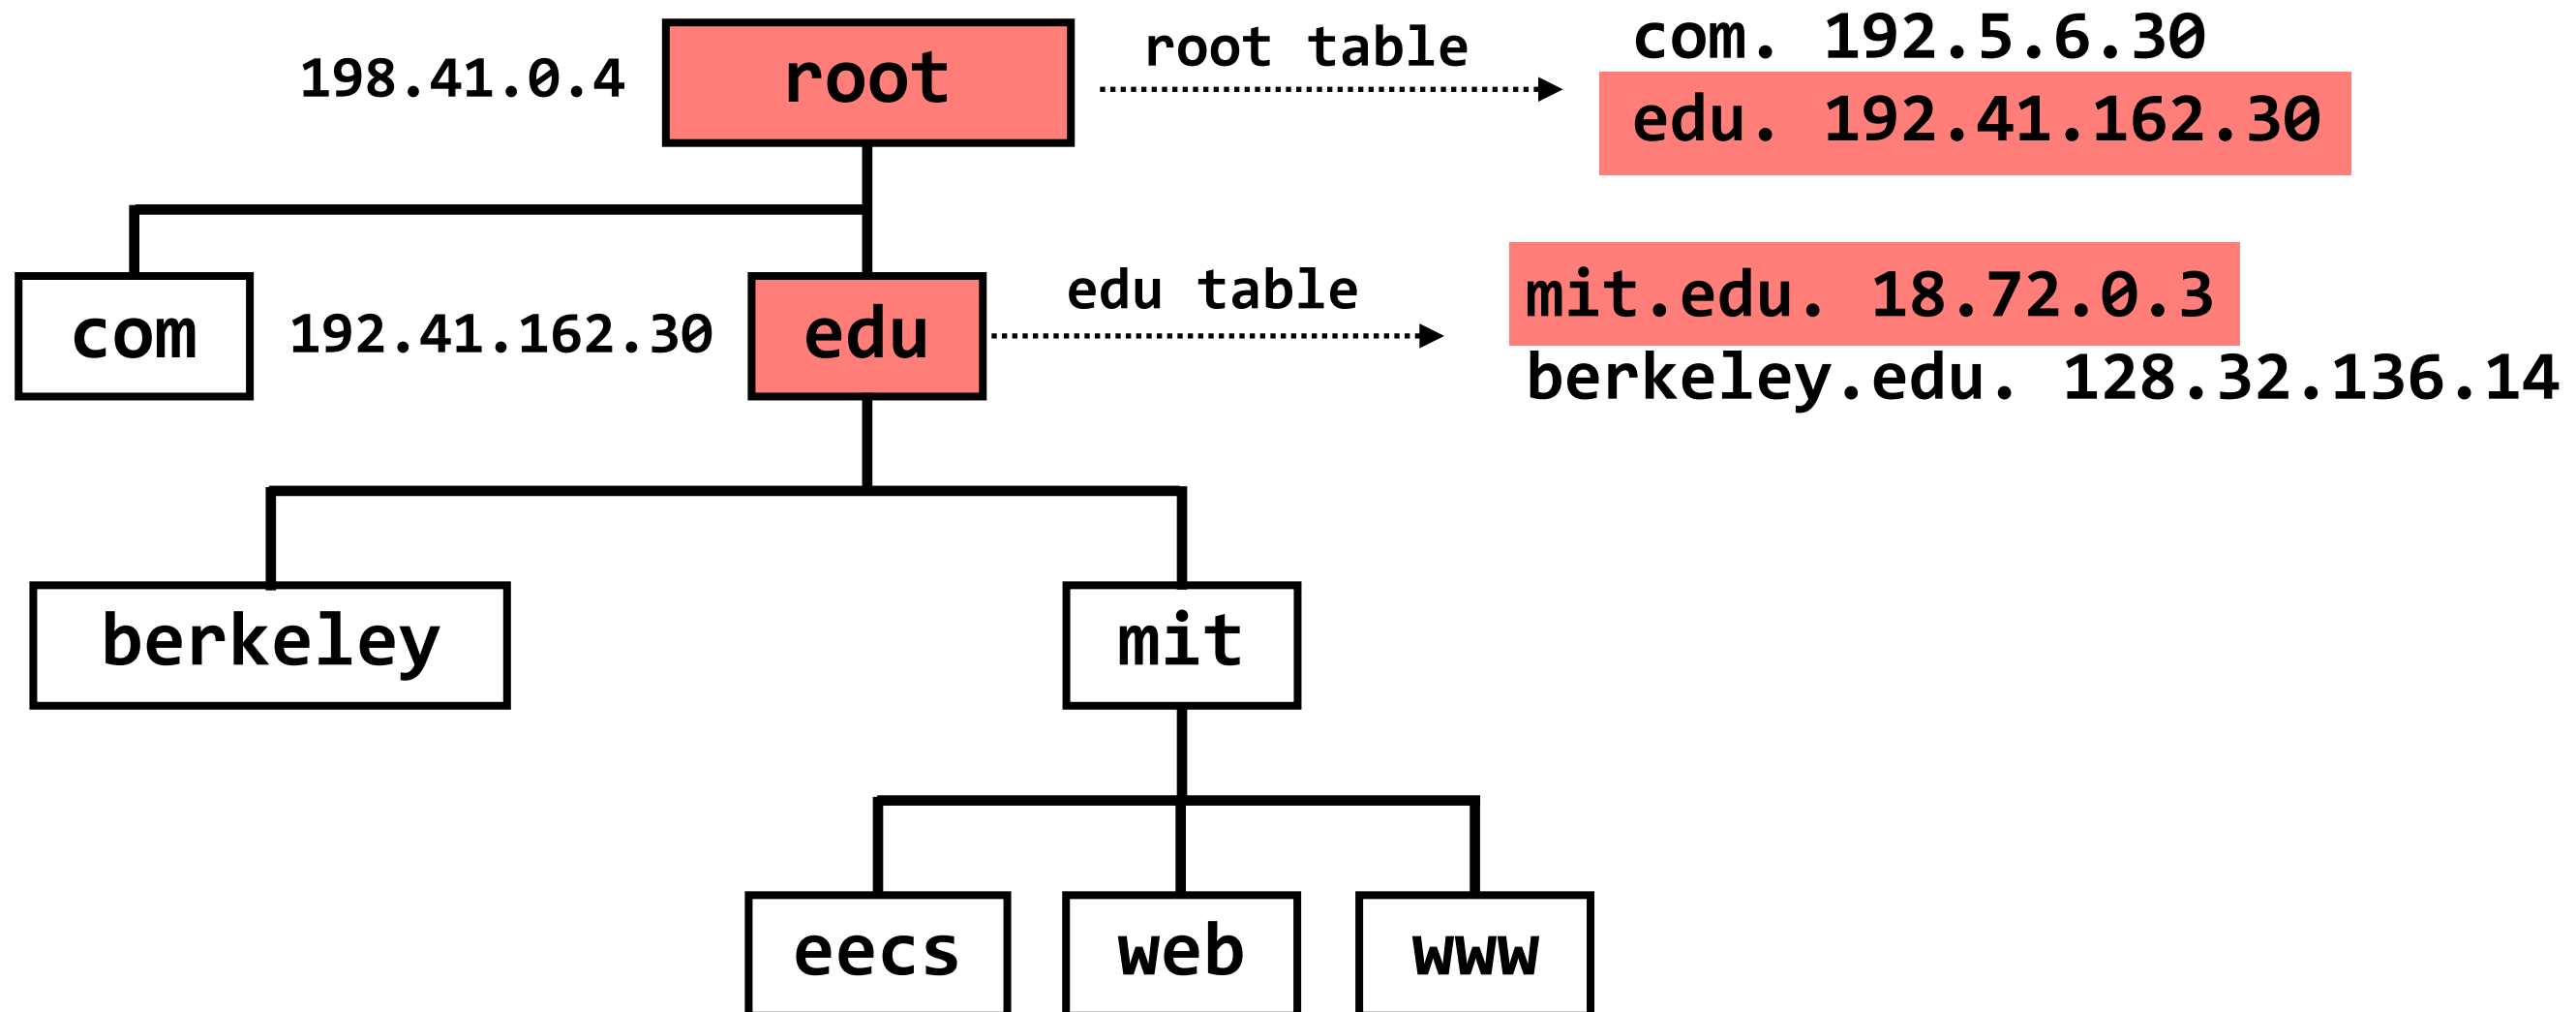 198.41.0.4
root
root table
com. 192.5.6.30
edu. 192.41.162.30
com
192.41.162.30
edu
edu table
mit.edu. 18.72.0.3
berkeley.edu. 128.32.136.14
berkeley
mit
eecs
web
www